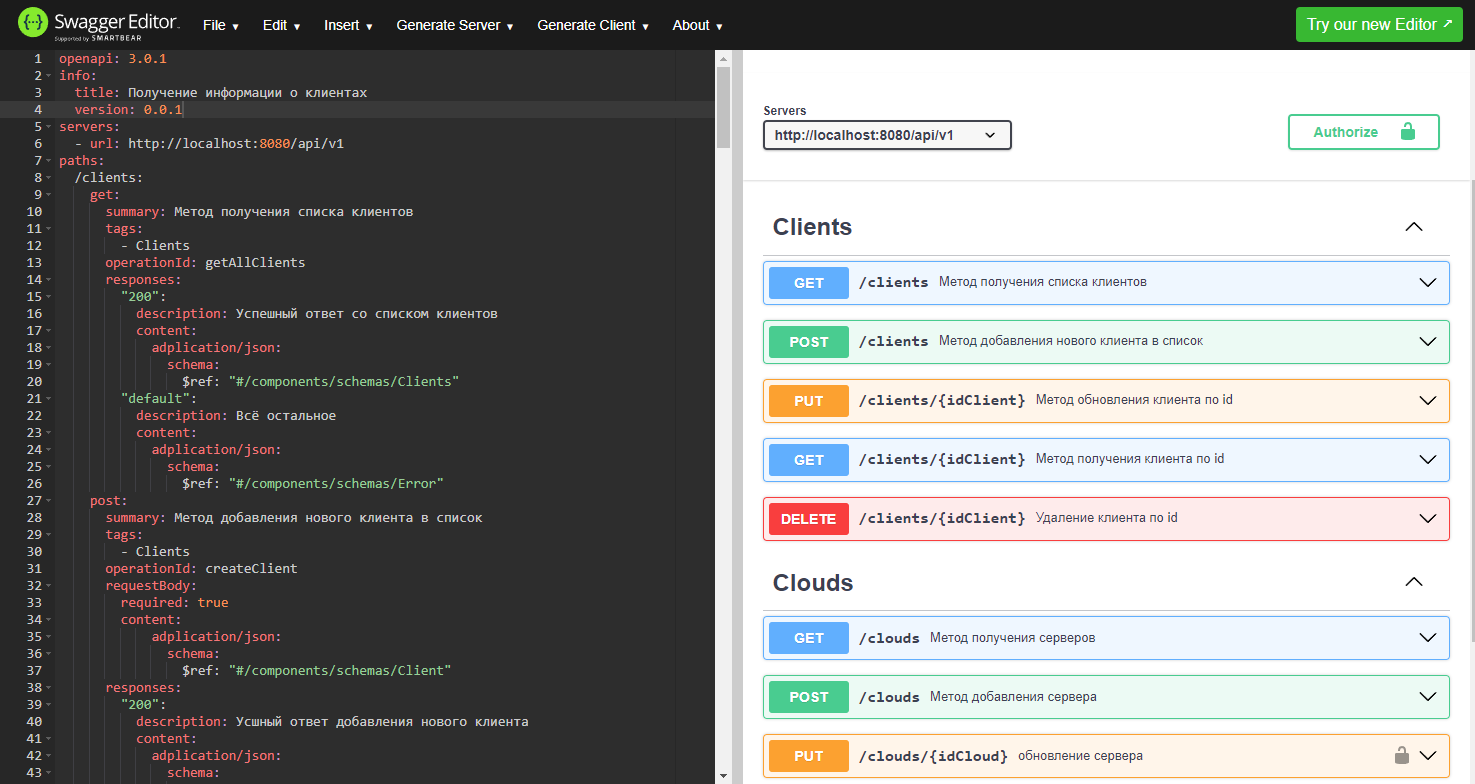 Swagger Editor
Supported by SMARTBEAR
File Edit Insert Generate Server Generate Client About
Try our new Editor ↗
1 openapi: 3.0.1
2 info:
3 title: Получение информации о клиентах
4 version: 0.0.1
5 servers:
6 - url: http://localhost:8080/api/v1
7 paths:
8 /clients:
9 get:
10 summary: Метод получения списка клиентов
11 tags:
12 - Clients
13 operationId: getAllClients
14 responses:
15 "200":
16 description: Успешный ответ со списком клиентов
17 content:
18 adplication/json:
19 schema:
20 $ref: "#/components/schemas/Clients"
21 "default":
22 description: Всё остальное
23 content:
24 adplication/json:
25 schema:
26 $ref: "#/components/schemas/Error"
27 post:
28 summary: Метод добавления нового клиента в список
29 tags:
30 - Clients
31 operationId: createClient
32 requestBody:
33 required: true
34 content:
35 adplication/json:
36 schema:
37 $ref: "#/components/schemas/Client"
38 responses:
39 "200":
40 description: Усшный ответ добавления нового клиента
41 content:
42 adplication/json:
43 schema:
Servers
http://localhost:8080/api/v1
Authorize
Clients
GET /clients Метод получения списка клиентов
POST /clients Метод добавления нового клиента в список
PUT /clients/{idClient} Метод обновления клиента по id
GET /clients/{idClient} Метод получения клиента по id
DELETE /clients/{idClient} Удаление клиента по id
Clouds
GET /clouds Метод получения серверов
POST /clouds Метод добавления сервера
PUT /clouds/{idCloud} обновление сервера